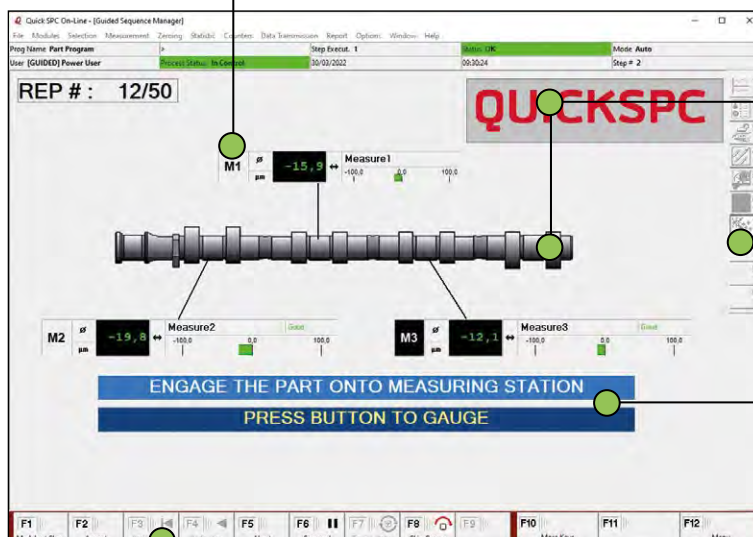 Quick SPC On-Line - [Guided Sequence Manager]
File Modules Selection Measurement Zeroing Statistic Counters Data Transmission Report Options Window Help
Prog Name Part Program > Step Execut. 1 Status OK Mode Auto
User [GUIDED] Power User Process Status: In Control 30/03/2022 09:30:24 Step # 2
REP # : 12/50
QUICKSPC
M1 Ø µm -15,9 ↔ Measure1 -100,0 0,0 100,0
M2 Ø µm -19,8 ↔ Measure2 Good -100,0 0,0 100,0
M3 Ø µm -12,1 ↔ Measure3 Good -100,0 0,0 100,0
ENGAGE THE PART ONTO MEASURING STATION
PRESS BUTTON TO GAUGE
F1 F2 F3 F4 F5 F6 F7 F8 F9 F10 F11 F12